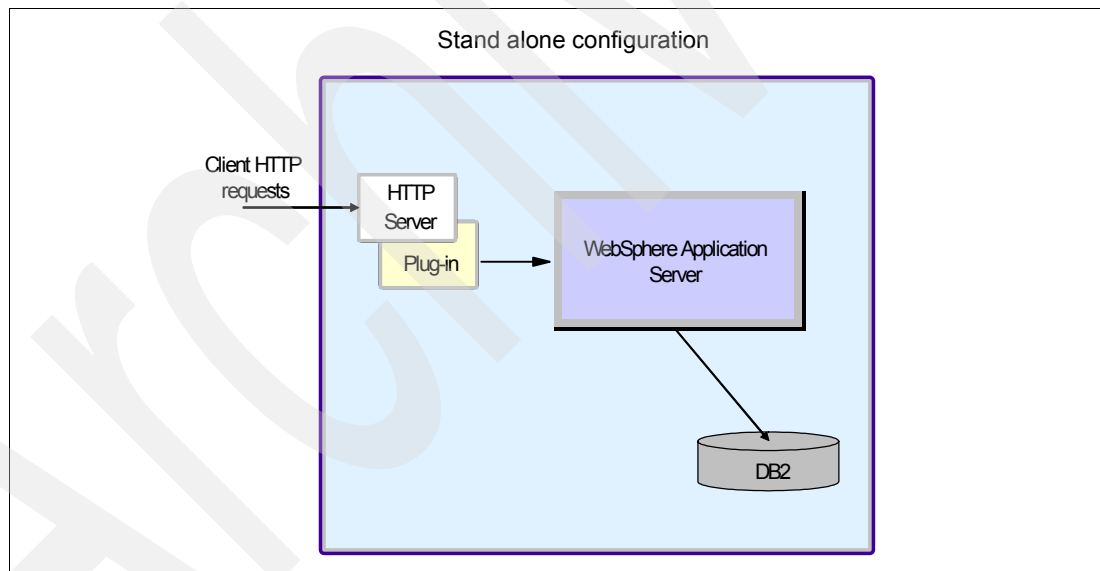 Stand alone configuration
Client HTTP
requests
HTTP
Server
Plug-in
WebSphere Application
Server
DB2